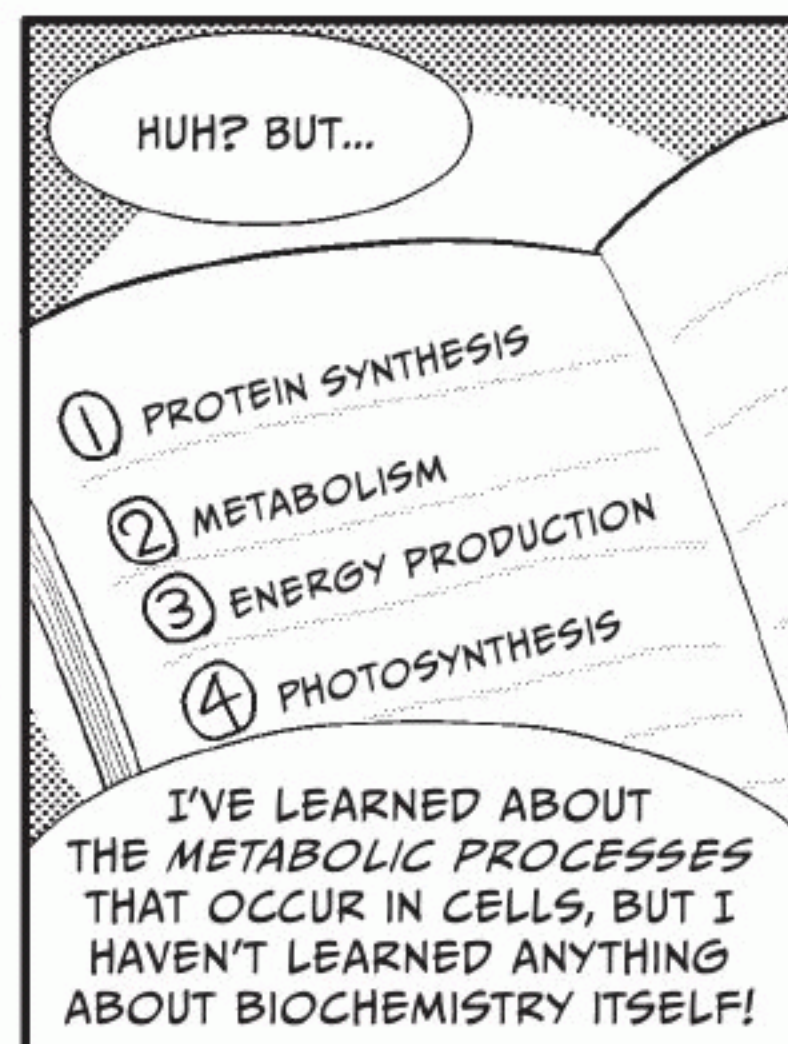 HUH? BUT...
① PROTEIN SYNTHESIS
② METABOLISM
③ ENERGY PRODUCTION
④ PHOTOSYNTHESIS
I'VE LEARNED ABOUT
THE METABOLIC PROCESSES
THAT OCCUR IN CELLS, BUT I
HAVEN'T LEARNED ANYTHING
ABOUT BIOCHEMISTRY ITSELF!